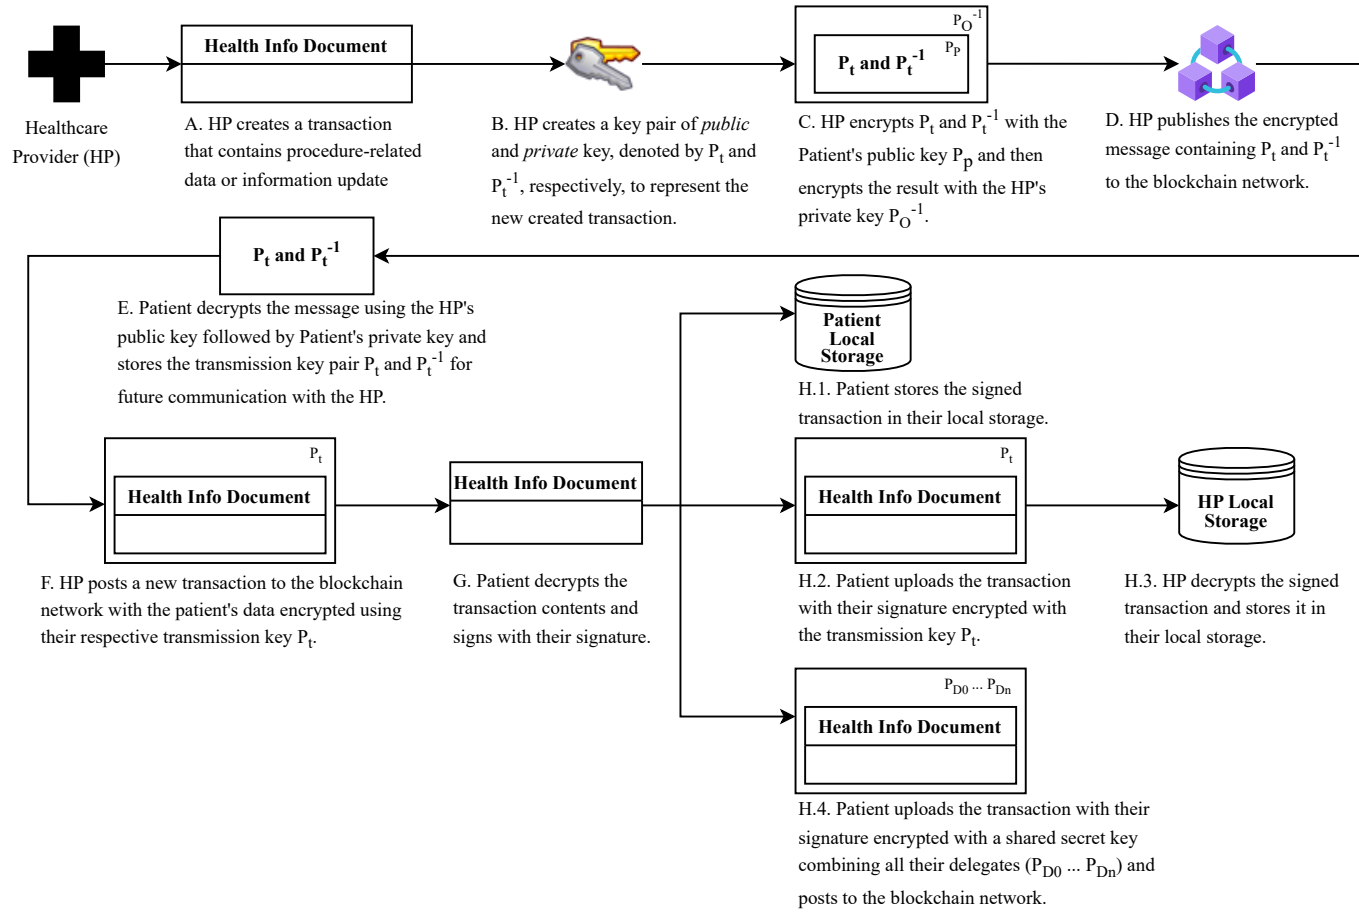 Health Info Document
Healthcare
Provider (HP)
A. HP creates a transaction
that contains procedure-related
data or information update
B. HP creates a key pair of public
and private key, denoted by Pt and
Pt-1, respectively, to represent the
new created transaction.
PO-1
PP
Pt and Pt-1
C. HP encrypts Pt and Pt-1 with the
Patient's public key Pp and then
encrypts the result with the HP's
private key PO-1.
D. HP publishes the encrypted
message containing Pt and Pt-1
to the blockchain network.
Pt and Pt-1
E. Patient decrypts the message using the HP's
public key followed by Patient's private key and
stores the transmission key pair Pt and Pt-1 for
future communication with the HP.
Pt
Health Info Document
F. HP posts a new transaction to the blockchain
network with the patient's data encrypted using
their respective transmission key Pt.
Health Info Document
G. Patient decrypts the
transaction contents and
signs with their signature.
Patient
Local
Storage
H.1. Patient stores the signed
transaction in their local storage.
Pt
Health Info Document
H.2. Patient uploads the transaction
with their signature encrypted with
the transmission key Pt.
HP Local
Storage
H.3. HP decrypts the signed
transaction and stores it in
their local storage.
PD0 ... PDn
Health Info Document
H.4. Patient uploads the transaction with their
signature encrypted with a shared secret key
combining all their delegates (PD0 ... PDn) and
posts to the blockchain network.